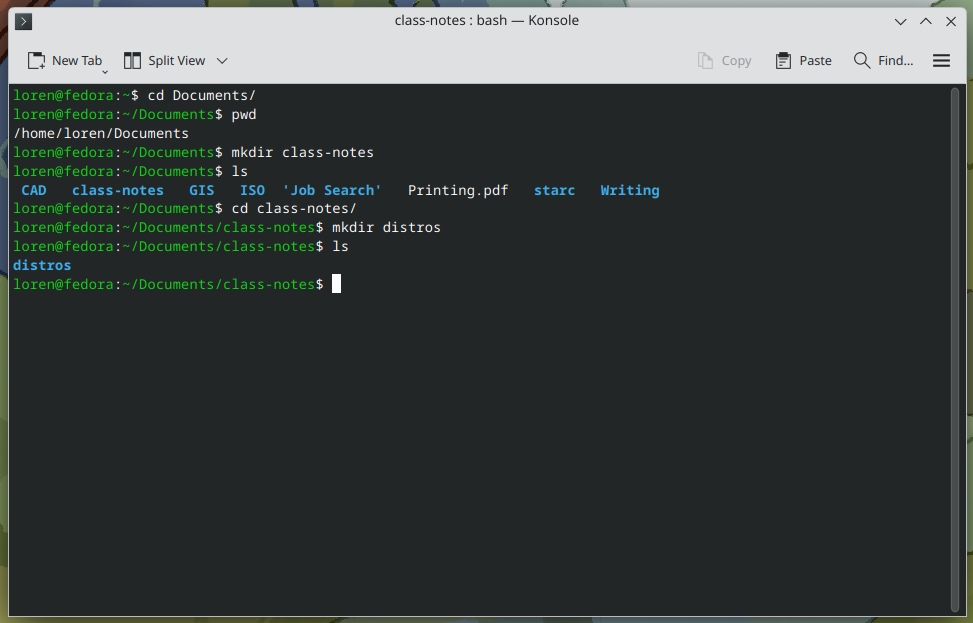 class-notes : bash — Konsole
New Tab Split View Copy Paste Find...
loren@fedora:~$ cd Documents/
loren@fedora:~/Documents$ pwd
/home/loren/Documents
loren@fedora:~/Documents$ mkdir class-notes
loren@fedora:~/Documents$ ls
CAD class-notes GIS ISO 'Job Search' Printing.pdf starc Writing
loren@fedora:~/Documents$ cd class-notes/
loren@fedora:~/Documents/class-notes$ mkdir distros
loren@fedora:~/Documents/class-notes$ ls
distros
loren@fedora:~/Documents/class-notes$